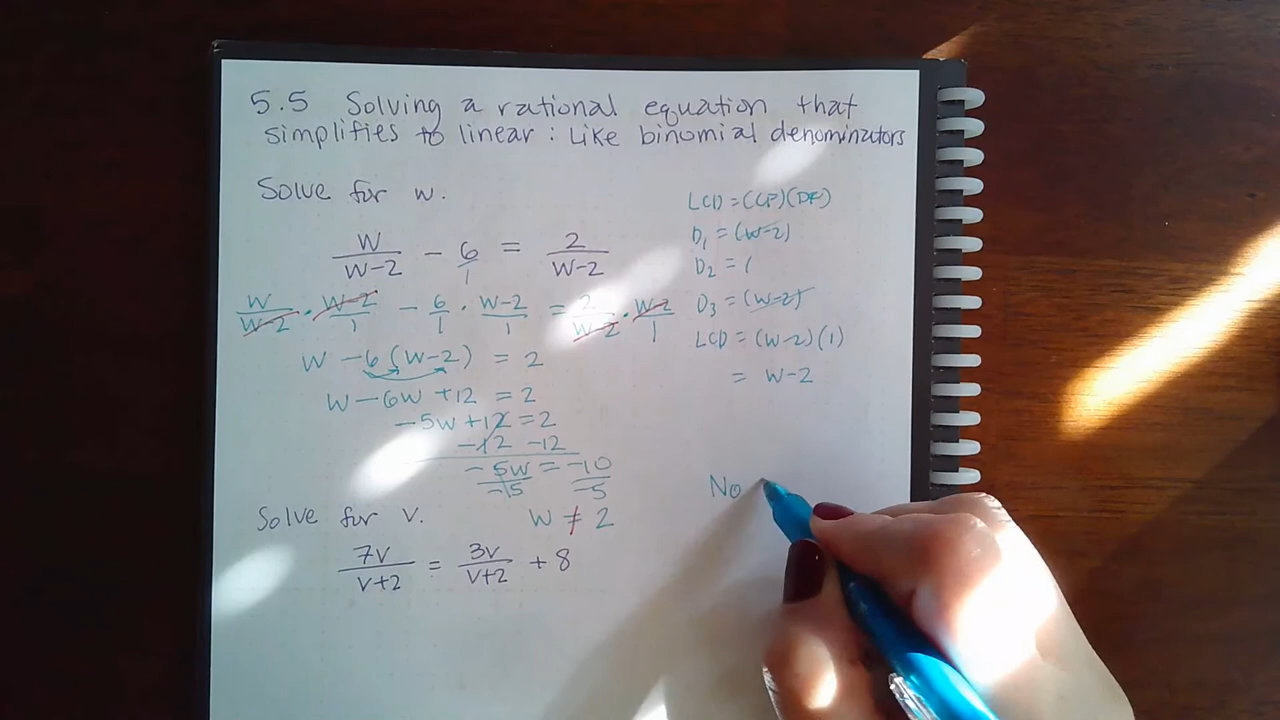 5.5 Solving a rational equation that
simplifies to linear : Like binomial denominators
Solve for w.
w/(w-2) - 6/1 = 2/(w-2)
w/(w-2) · (w-2)/1 - 6/1 · (w-2)/1 = 2/(w-2) · (w-2)/1
w - 6(w-2) = 2
w - 6w + 12 = 2
-5w + 12 = 2
-12 -12
-5w/-5 = -10/-5
w ≠ 2
LCD = (CF)(DF)
D₁ = (w-2)
D₂ = 1
D₃ = (w-2)
LCD = (w-2)(1)
= w-2
No
Solve for v.
7v/(v+2) = 3v/(v+2) + 8